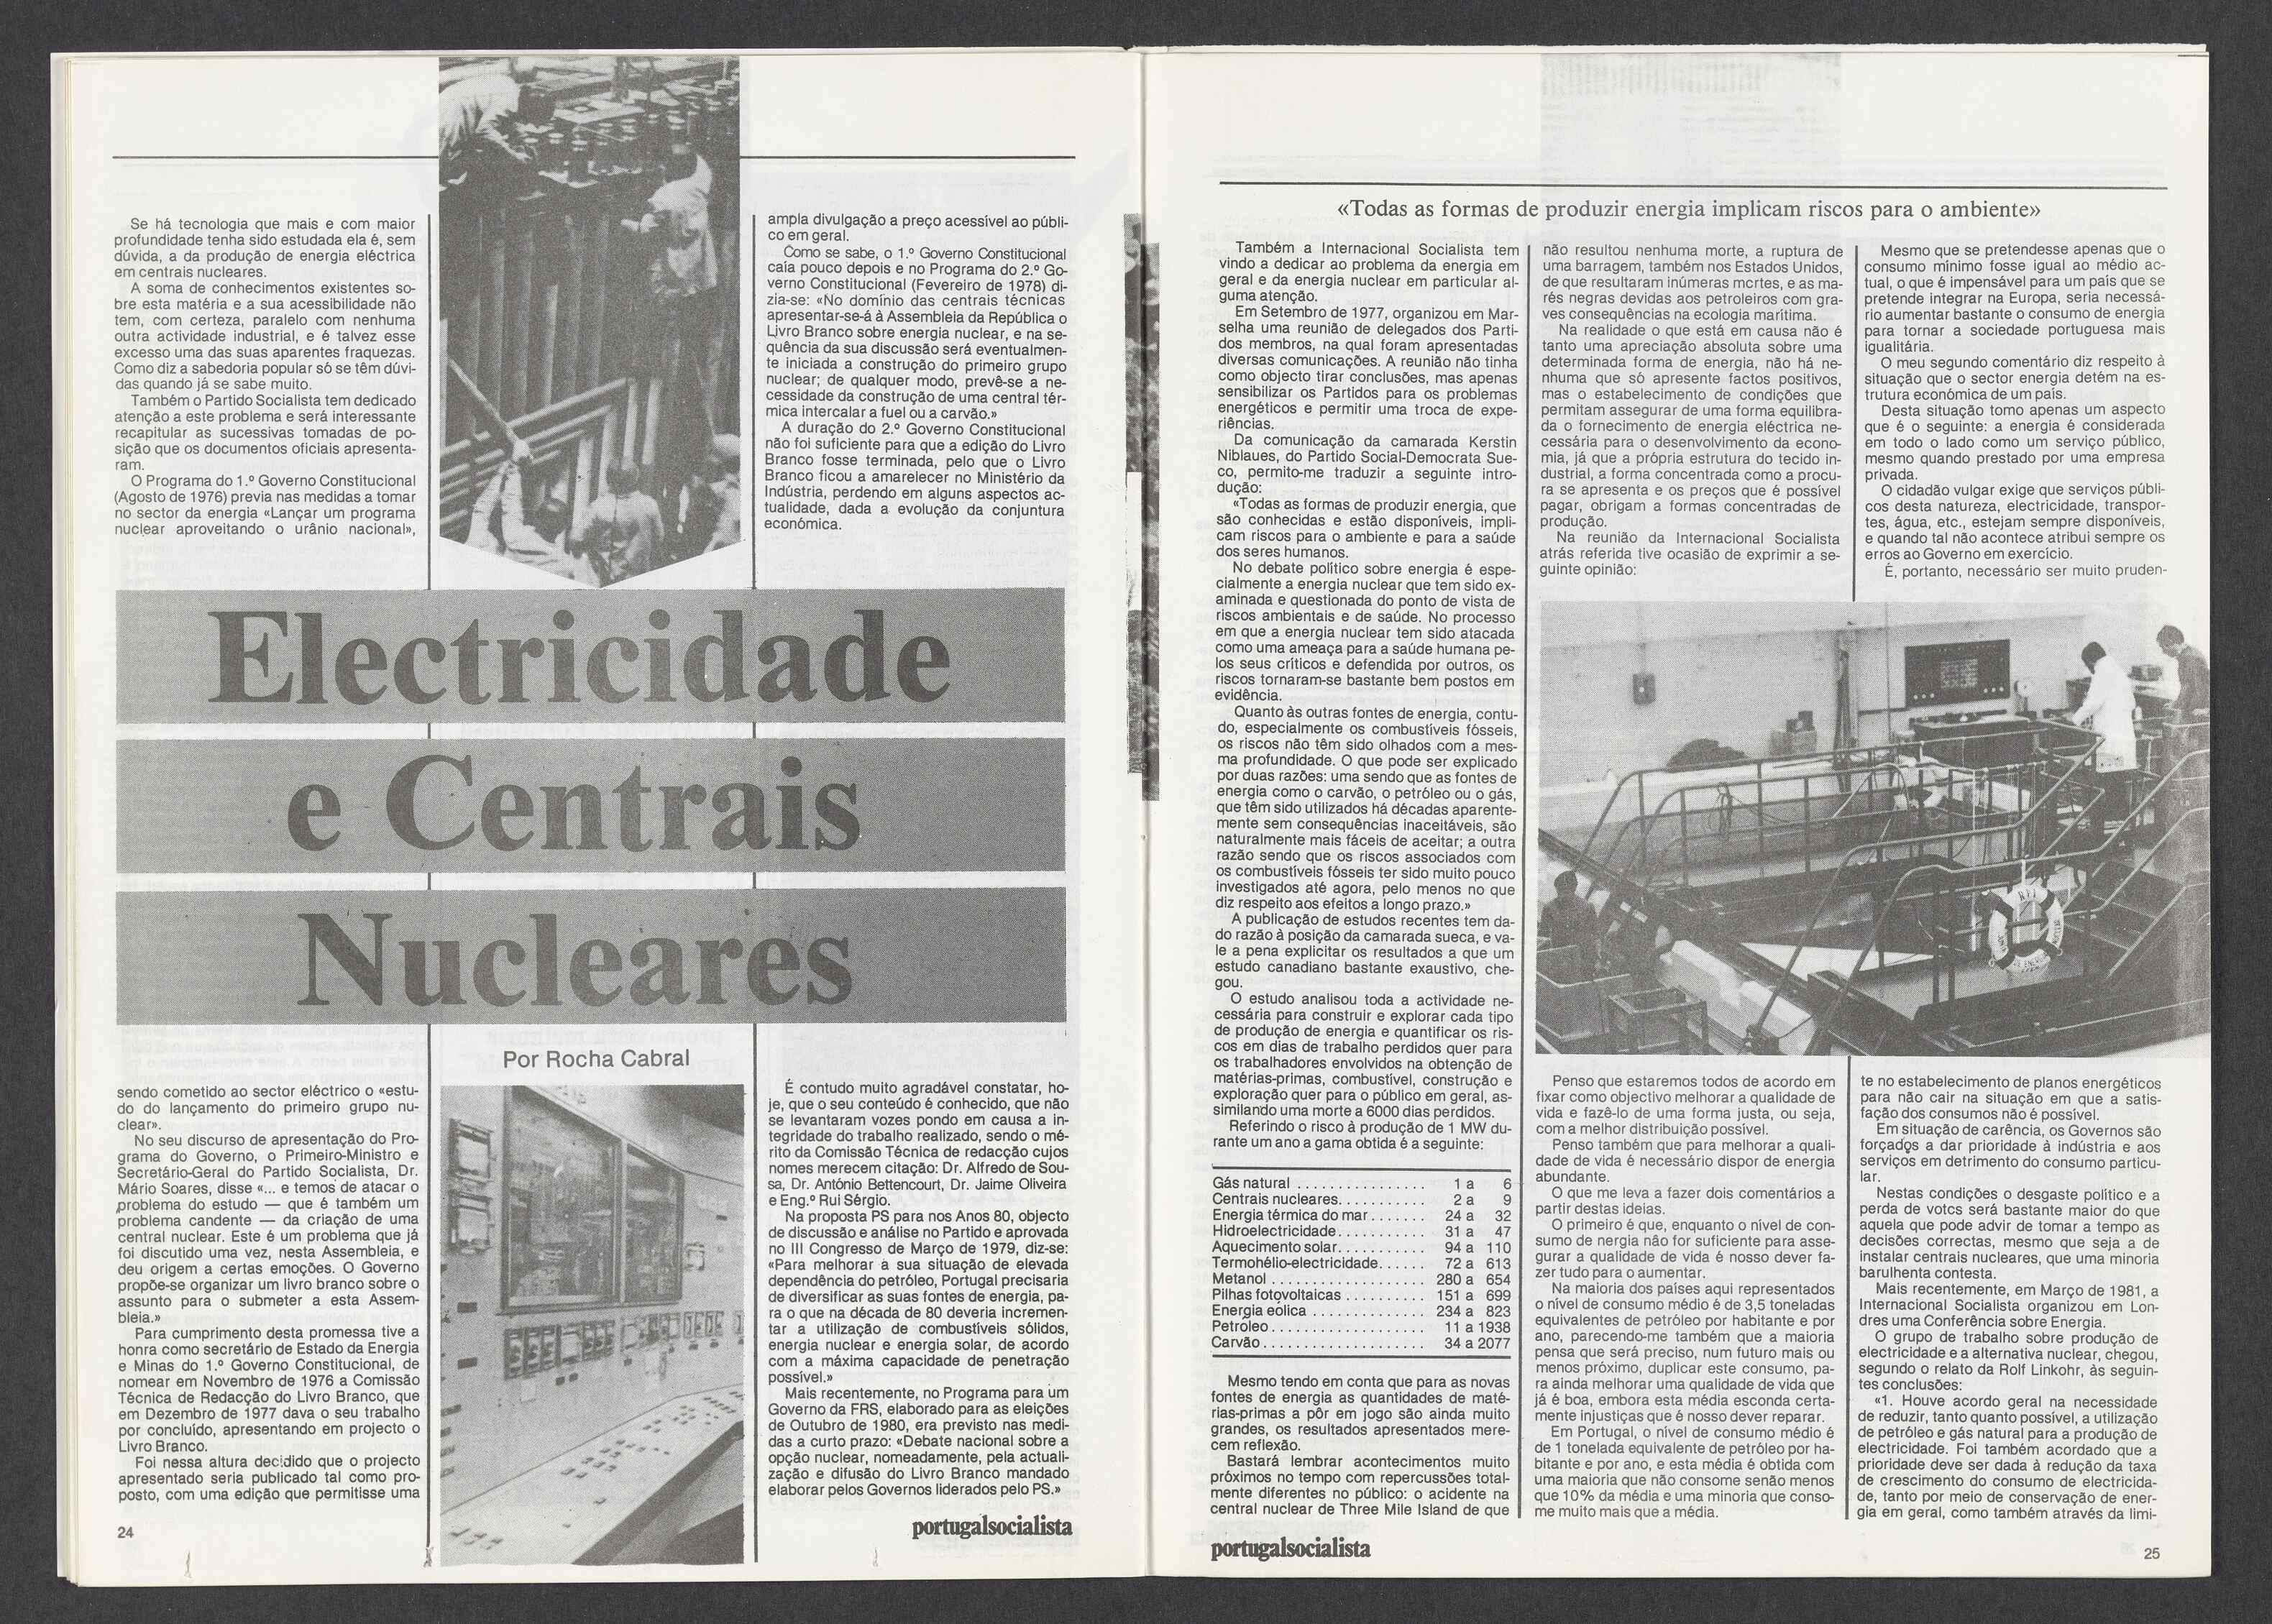 Se há tecnologia que mais e com maior
profundidade tenha sido estudada ela é, sem
dúvida, a da produção de energia eléctrica
em centrais nucleares.
A soma de conhecimentos existentes so-
bre esta matéria e a sua acessibilidade não
tem, com certeza, paralelo com nenhuma
outra actividade industrial, e é talvez esse
excesso uma das suas aparentes fraquezas.
Como diz a sabedoria popular só se têm dúvi-
das quando já se sabe muito.
Também o Partido Socialista tem dedicado
atenção a este problema e será interessante
recapitular as sucessivas tomadas de po-
sição que os documentos oficiais apresenta-
ram.
O Programa do 1.º Governo Constitucional
(Agosto de 1976) previa nas medidas a tomar
no sector da energia «Lançar um programa
nuclear aproveitando o urânio nacional»,
ampla divulgação a preço acessível ao públi-
co em geral.
Como se sabe, o 1.º Governo Constitucional
caía pouco depois e no Programa do 2.º Go-
verno Constitucional (Fevereiro de 1978) di-
zia-se: «No domínio das centrais técnicas
apresentar-se-á à Assembleia da República o
Livro Branco sobre energia nuclear, e na se-
quência da sua discussão será eventualmen-
te iniciada a construção do primeiro grupo
nuclear; de qualquer modo, prevê-se a ne-
cessidade da construção de uma central tér-
mica intercalar a fuel ou a carvão.»
A duração do 2.º Governo Constitucional
não foi suficiente para que a edição do Livro
Branco fosse terminada, pelo que o Livro
Branco ficou a amarelecer no Ministério da
Indústria, perdendo em alguns aspectos ac-
tualidade, dada a evolução da conjuntura
económica.
Electricidade
e Centrais
Nucleares
Por Rocha Cabral
sendo cometido ao sector eléctrico o «estu-
do do lançamento do primeiro grupo nu-
clear».
No seu discurso de apresentação do Pro-
grama do Governo, o Primeiro-Ministro e
Secretário-Geral do Partido Socialista, Dr.
Mário Soares, disse «... e temos de atacar o
problema do estudo — que é também um
problema candente — da criação de uma
central nuclear. Este é um problema que já
foi discutido uma vez, nesta Assembleia, e
deu origem a certas emoções. O Governo
propõe-se organizar um livro branco sobre o
assunto para o submeter a esta Assem-
bleia.»
Para cumprimento desta promessa tive a
honra como secretário de Estado da Energia
e Minas do 1.º Governo Constitucional, de
nomear em Novembro de 1976 a Comissão
Técnica de Redacção do Livro Branco, que
em Dezembro de 1977 dava o seu trabalho
por concluído, apresentando em projecto o
Livro Branco.
Foi nessa altura decidido que o projecto
apresentado seria publicado tal como pro-
posto, com uma edição que permitisse uma
É contudo muito agradável constatar, ho-
je, que o seu conteúdo é conhecido, que não
se levantaram vozes pondo em causa a in-
tegridade do trabalho realizado, sendo o mé-
rito da Comissão Técnica de redacção cujos
nomes merecem citação: Dr. Alfredo de Sou-
sa, Dr. António Bettencourt, Dr. Jaime Oliveira
e Eng.º Rui Sérgio.
Na proposta PS para nos Anos 80, objecto
de discussão e análise no Partido e aprovada
no III Congresso de Março de 1979, diz-se:
«Para melhorar a sua situação de elevada
dependência do petróleo, Portugal precisaria
de diversificar as suas fontes de energia, pa-
ra o que na década de 80 deveria incremen-
tar a utilização de combustíveis sólidos,
energia nuclear e energia solar, de acordo
com a máxima capacidade de penetração
possível.»
Mais recentemente, no Programa para um
Governo da FRS, elaborado para as eleições
de Outubro de 1980, era previsto nas medi-
das a curto prazo: «Debate nacional sobre a
opção nuclear, nomeadamente, pela actuali-
zação e difusão do Livro Branco mandado
elaborar pelos Governos liderados pelo PS.»
24
portugalsocialista
«Todas as formas de produzir energia implicam riscos para o ambiente»
Também a Internacional Socialista tem
vindo a dedicar ao problema da energia em
geral e da energia nuclear em particular al-
guma atenção.
Em Setembro de 1977, organizou em Mar-
selha uma reunião de delegados dos Parti-
dos membros, na qual foram apresentadas
diversas comunicações. A reunião não tinha
como objecto tirar conclusões, mas apenas
sensibilizar os Partidos para os problemas
energéticos e permitir uma troca de expe-
riências.
Da comunicação da camarada Kerstin
Niblaues, do Partido Social-Democrata Sue-
co, permito-me traduzir a seguinte intro-
dução:
«Todas as formas de produzir energia, que
são conhecidas e estão disponíveis, impli-
cam riscos para o ambiente e para a saúde
dos seres humanos.
No debate político sobre energia é espe-
cialmente a energia nuclear que tem sido ex-
aminada e questionada do ponto de vista de
riscos ambientais e de saúde. No processo
em que a energia nuclear tem sido atacada
como uma ameaça para a saúde humana pe-
los seus críticos e defendida por outros, os
riscos tornaram-se bastante bem postos em
evidência.
Quanto às outras fontes de energia, contu-
do, especialmente os combustíveis fósseis,
os riscos não têm sido olhados com a mes-
ma profundidade. O que pode ser explicado
por duas razões: uma sendo que as fontes de
energia como o carvão, o petróleo ou o gás,
que têm sido utilizados há décadas aparente-
mente sem consequências inaceitáveis, são
naturalmente mais fáceis de aceitar; a outra
razão sendo que os riscos associados com
os combustíveis fósseis ter sido muito pouco
investigados até agora, pelo menos no que
diz respeito aos efeitos a longo prazo.»
A publicação de estudos recentes tem da-
do razão à posição da camarada sueca, e va-
le a pena explicitar os resultados a que um
estudo canadiano bastante exaustivo, che-
gou.
O estudo analisou toda a actividade ne-
cessária para construir e explorar cada tipo
de produção de energia e quantificar os ris-
cos em dias de trabalho perdidos quer para
os trabalhadores envolvidos na obtenção de
matérias-primas, combustível, construção e
exploração quer para o público em geral, as-
similando uma morte a 6000 dias perdidos.
Referindo o risco à produção de 1 MW du-
rante um ano a gama obtida é a seguinte:
Gás natural ................ 1 a 6
Centrais nucleares........... 2 a 9
Energia térmica do mar....... 24 a 32
Hidroelectricidade........... 31 a 47
Aquecimento solar........... 94 a 110
Termohélio-electricidade...... 72 a 613
Metanol ................... 280 a 654
Pilhas fotovoltaicas .......... 151 a 699
Energia eólica .............. 234 a 823
Petroleo................... 11 a 1938
Carvão.................... 34 a 2077
Mesmo tendo em conta que para as novas
fontes de energia as quantidades de maté-
rias-primas a pôr em jogo são ainda muito
grandes, os resultados apresentados mere-
cem reflexão.
Bastará lembrar acontecimentos muito
próximos no tempo com repercussões total-
mente diferentes no público: o acidente na
central nuclear de Three Mile Island de que
não resultou nenhuma morte, a ruptura de
uma barragem, também nos Estados Unidos,
de que resultaram inúmeras mortes, e as ma-
rés negras devidas aos petroleiros com gra-
ves consequências na ecologia marítima.
Na realidade o que está em causa não é
tanto uma apreciação absoluta sobre uma
determinada forma de energia, não há ne-
nhuma que só apresente factos positivos,
mas o estabelecimento de condições que
permitam assegurar de uma forma equilibra-
da o fornecimento de energia eléctrica ne-
cessária para o desenvolvimento da econo-
mia, já que a própria estrutura do tecido in-
dustrial, a forma concentrada como a procu-
ra se apresenta e os preços que é possível
pagar, obrigam a formas concentradas de
produção.
Na reunião da Internacional Socialista
atrás referida tive ocasião de exprimir a se-
guinte opinião:
Penso que estaremos todos de acordo em
fixar como objectivo melhorar a qualidade de
vida e fazê-lo de uma forma justa, ou seja,
com a melhor distribuição possível.
Penso também que para melhorar a quali-
dade de vida é necessário dispor de energia
abundante.
O que me leva a fazer dois comentários a
partir destas ideias.
O primeiro é que, enquanto o nível de con-
sumo de nergia não for suficiente para asse-
gurar a qualidade de vida é nosso dever fa-
zer tudo para o aumentar.
Na maioria dos países aqui representados
o nível de consumo médio é de 3,5 toneladas
equivalentes de petróleo por habitante e por
ano, parecendo-me também que a maioria
pensa que será preciso, num futuro mais ou
menos próximo, duplicar este consumo, pa-
ra ainda melhorar uma qualidade de vida que
já é boa, embora esta média esconda certa-
mente injustiças que é nosso dever reparar.
Em Portugal, o nível de consumo médio é
de 1 tonelada equivalente de petróleo por ha-
bitante e por ano, e esta média é obtida com
uma maioria que não consome senão menos
que 10% da média e uma minoria que conso-
me muito mais que a média.
Mesmo que se pretendesse apenas que o
consumo mínimo fosse igual ao médio ac-
tual, o que é impensável para um país que se
pretende integrar na Europa, seria necessá-
rio aumentar bastante o consumo de energia
para tornar a sociedade portuguesa mais
igualitária.
O meu segundo comentário diz respeito à
situação que o sector energia detém na es-
trutura económica de um país.
Desta situação tomo apenas um aspecto
que é o seguinte: a energia é considerada
em todo o lado como um serviço público,
mesmo quando prestado por uma empresa
privada.
O cidadão vulgar exige que serviços públi-
cos desta natureza, electricidade, transpor-
tes, água, etc., estejam sempre disponíveis,
e quando tal não acontece atribui sempre os
erros ao Governo em exercício.
É, portanto, necessário ser muito pruden-
te no estabelecimento de planos energéticos
para não cair na situação em que a satis-
fação dos consumos não é possível.
Em situação de carência, os Governos são
forçados a dar prioridade à indústria e aos
serviços em detrimento do consumo particu-
lar.
Nestas condições o desgaste político e a
perda de votos será bastante maior do que
aquela que pode advir de tomar a tempo as
decisões correctas, mesmo que seja a de
instalar centrais nucleares, que uma minoria
barulhenta contesta.
Mais recentemente, em Março de 1981, a
Internacional Socialista organizou em Lon-
dres uma Conferência sobre Energia.
O grupo de trabalho sobre produção de
electricidade e a alternativa nuclear, chegou,
segundo o relato da Rolf Linkohr, às seguin-
tes conclusões:
«1. Houve acordo geral na necessidade
de reduzir, tanto quanto possível, a utilização
de petróleo e gás natural para a produção de
electricidade. Foi também acordado que a
prioridade deve ser dada à redução da taxa
de crescimento do consumo de electricida-
de, tanto por meio de conservação de ener-
gia em geral, como também através da limi-
portugalsocialista
25